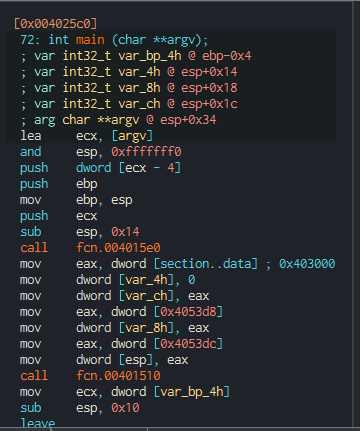 [0x004025c0]
72: int main (char **argv);
; var int32_t var_bp_4h @ ebp-0x4
; var int32_t var_4h @ esp+0x14
; var int32_t var_8h @ esp+0x18
; var int32_t var_ch @ esp+0x1c
; arg char **argv @ esp+0x34
lea ecx, [argv]
and esp, 0xfffffff0
push dword [ecx - 4]
push ebp
mov ebp, esp
push ecx
sub esp, 0x14
call fcn.004015e0
mov eax, dword [section..data] ; 0x403000
mov dword [var_4h], 0
mov dword [var_ch], eax
mov eax, dword [0x4053d8]
mov dword [var_8h], eax
mov eax, dword [0x4053dc]
mov dword [esp], eax
call fcn.00401510
mov ecx, dword [var_bp_4h]
sub esp, 0x10
leave